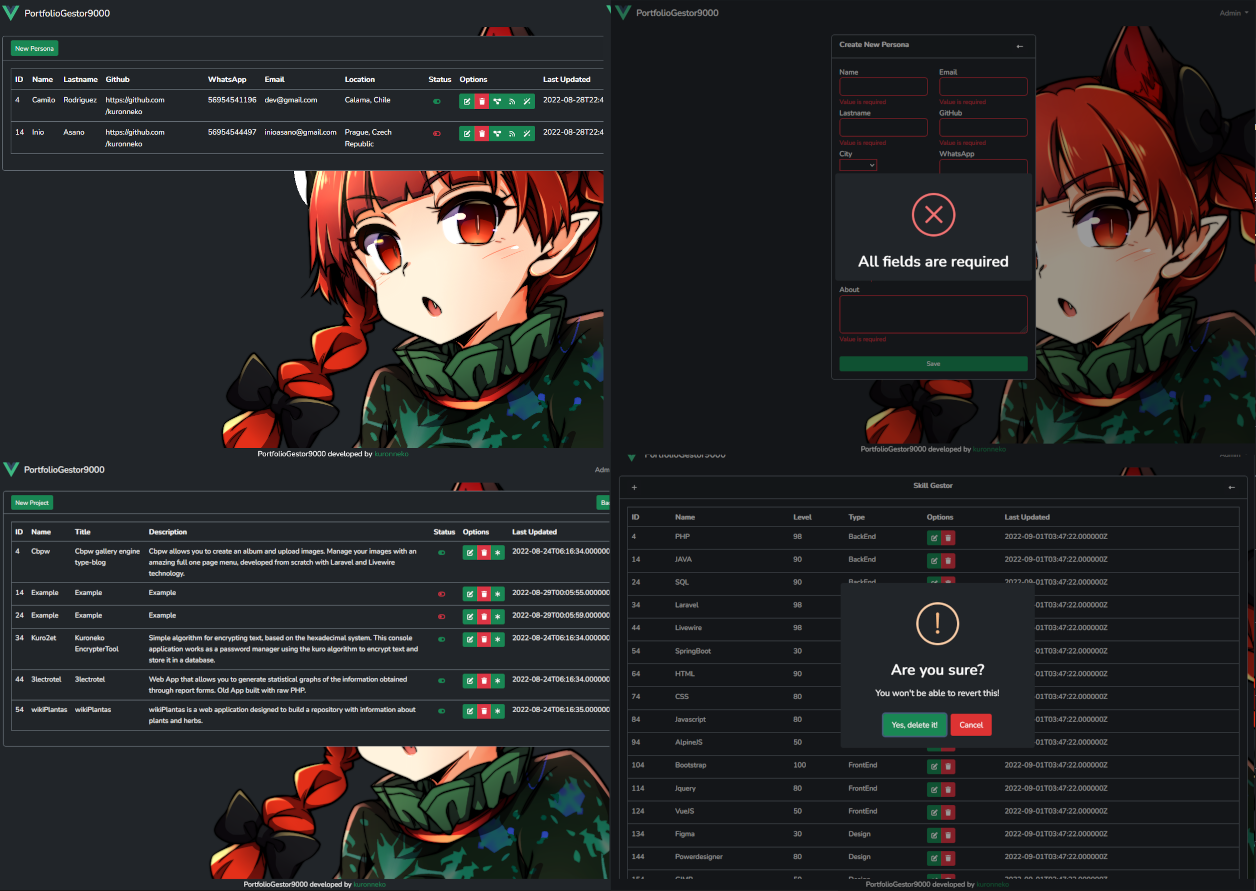 PortfolioGestor9000
New Persona
ID Name Lastname Github WhatsApp Email Location Status Options Last Updated
4 Camilo Rodriguez https://github.com 56954541196 dev@gmail.com Calama, Chile 2022-08-28T22:4
/kuronneko
14 Inio Asano https://github.com 56954544497 inioasano@gmail.com Prague, Czech 2022-08-28T22:4
/kuronneko Republic
PortfolioGestor9000 developed by kuronneko
PortfolioGestor9000 Admin
Create New Persona
Name Email
Value is required Value is required
Lastname GitHub
Value is required Value is required
City WhatsApp
All fields are required
About
Value is required
Save
PortfolioGestor9000 developed by kuronneko
PortfolioGestor9000 Adm
New Project Ba
ID Name Title Description Status Options Last Updated
4 Cbpw Cbpw gallery engine Cbpw allows you to create an album and upload images. Manage your images with an 2022-08-24T06:16:34.000000
type-blog amazing full one page menu, developed from scratch with Laravel and Livewire
technology.
14 Example Example Example 2022-08-29T00:05:55.000000
24 Example Example Example 2022-08-29T00:05:59.000000
34 Kuro2et Kuroneko Simple algorithm for encrypting text, based on the hexadecimal system. This console 2022-08-24T06:16:34.000000
EncrypterTool application works as a password manager using the kuro algorithm to encrypt text and
store it in a database.
44 3lectrotel 3lectrotel Web App that allows you to generate statistical graphs of the information obtained 2022-08-24T06:16:34.000000
through report forms. Old App built with raw PHP.
54 wikiPlantas wikiPlantas wikiPlantas is a web application designed to build a repository with information about 2022-08-24T06:16:35.000000
plants and herbs.
PortfolioGestor9000 developed by kuronneko
PortfolioGestor9000 Admin
+ Skill Gestor
ID Name Level Type Options Last Updated
4 PHP 98 BackEnd 2022-09-01T03:47:22.000000Z
14 JAVA 90 BackEnd 2022-09-01T03:47:22.000000Z
24 SQL 90 BackEnd 2022-09-01T03:47:22.000000Z
34 Laravel 98 -09-01T03:47:22.000000Z
44 Livewire 98 -09-01T03:47:22.000000Z
54 SpringBoot 30 -09-01T03:47:22.000000Z
64 HTML 90 -09-01T03:47:22.000000Z
74 CSS 80 -09-01T03:47:22.000000Z
84 Javascript 80 -09-01T03:47:22.000000Z
94 AlpineJS 50 -09-01T03:47:22.000000Z
Are you sure?
You won't be able to revert this!
Yes, delete it! Cancel
104 Bootstrap 100 FrontEnd 2022-09-01T03:47:22.000000Z
114 Jquery 80 FrontEnd 2022-09-01T03:47:22.000000Z
124 VueJS 50 FrontEnd 2022-09-01T03:47:22.000000Z
134 Figma 30 Design 2022-09-01T03:47:22.000000Z
144 Powerdesigner 80 Design 2022-09-01T03:47:22.000000Z
PortfolioGestor9000 developed by kuronneko